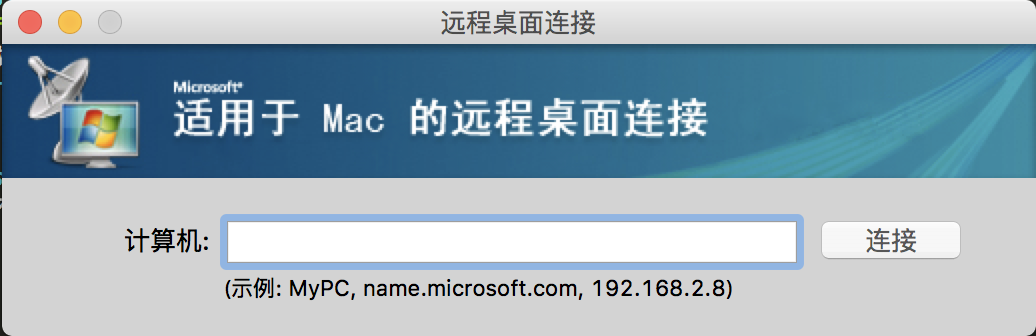 远程桌面连接
Microsoft®
适用于 Mac 的远程桌面连接
计算机:
连接
(示例: MyPC, name.microsoft.com, 192.168.2.8)